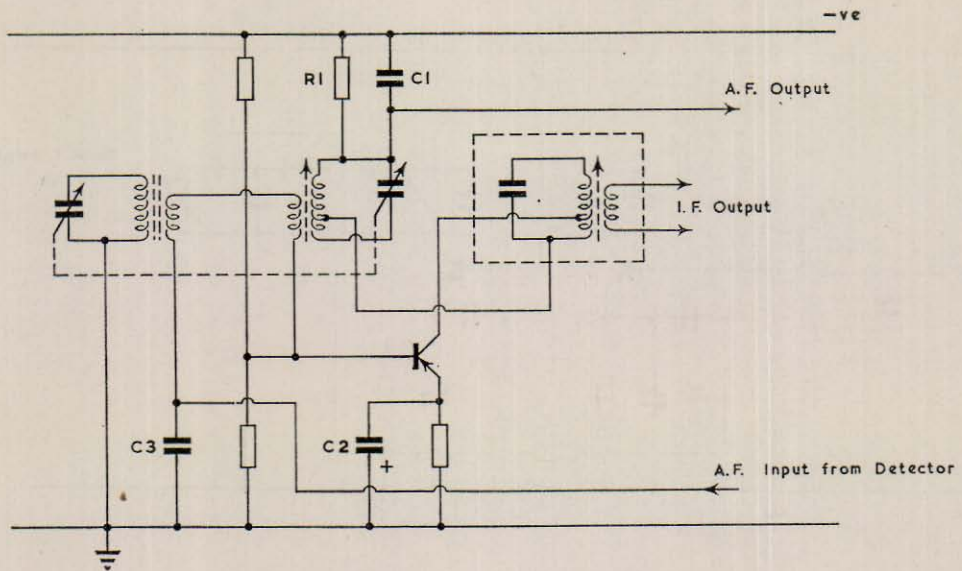 -ve
R1
C1
A.F. Output
I.F. Output
C3
C2
+
A.F. Input from Detector